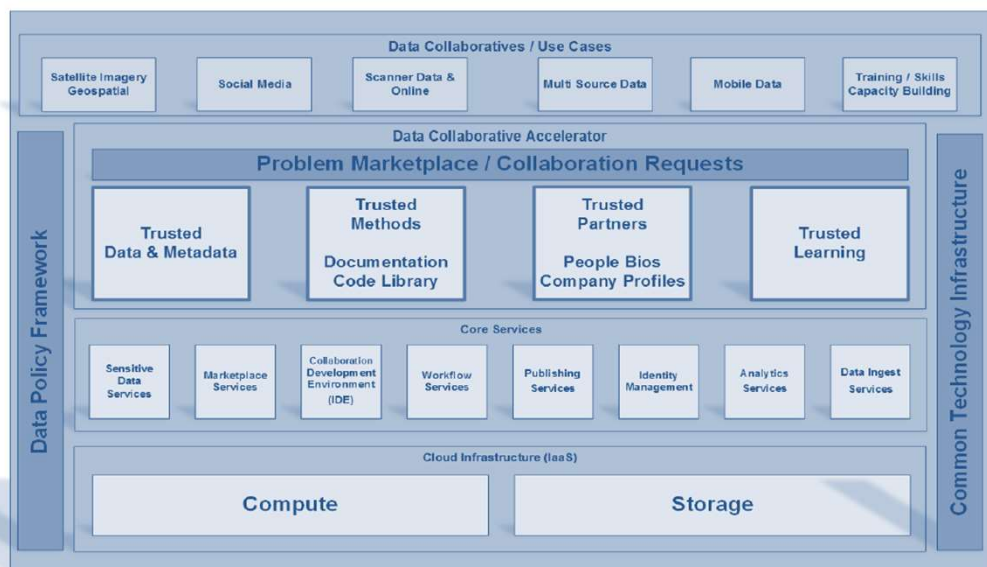 Data Collaboratives / Use Cases
Satellite Imagery
Geospatial
Social Media
Scanner Data &
Online
Multi Source Data
Mobile Data
Training / Skills
Capacity Building
Data Policy Framework
Data Collaborative Accelerator
Problem Marketplace / Collaboration Requests
Trusted
Data & Metadata
Trusted
Methods
Documentation
Code Library
Trusted
Partners
People Bios
Company Profiles
Trusted
Learning
Core Services
Sensitive
Data
Services
Marketplace
Services
Collaboration
Development
Environment
(IDE)
Workflow
Services
Publishing
Services
Identity
Management
Analytics
Services
Data Ingest
Services
Cloud Infrastructure (IaaS)
Compute
Storage
Common Technology Infrastructure